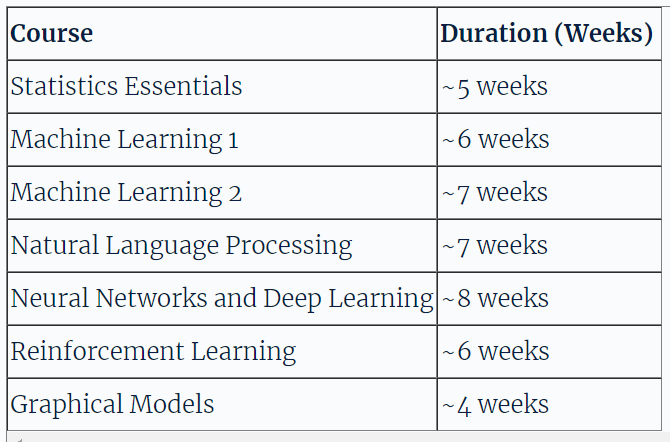 Course Duration (Weeks)
Statistics Essentials ~5 weeks
Machine Learning 1 ~6 weeks
Machine Learning 2 ~7 weeks
Natural Language Processing ~7 weeks
Neural Networks and Deep Learning ~8 weeks
Reinforcement Learning ~6 weeks
Graphical Models ~4 weeks